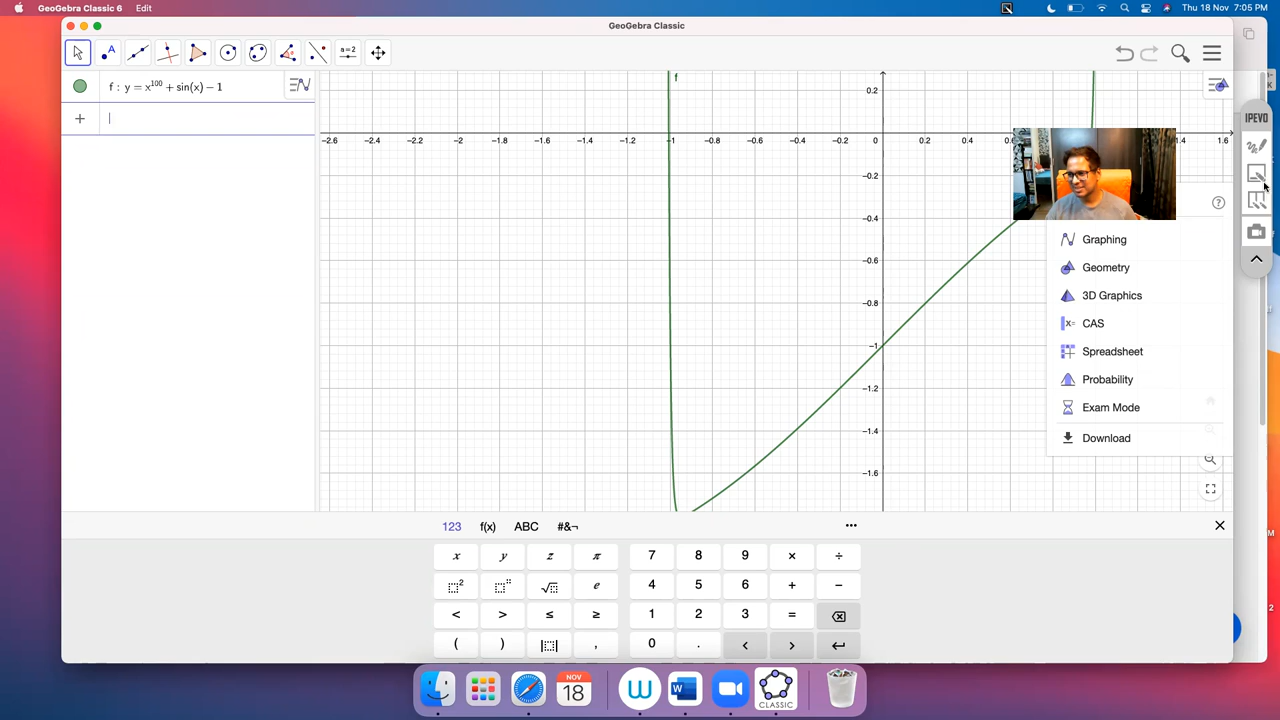 GeoGebra Classic 6 Edit
Thu 18 Nov 7:05 PM
GeoGebra Classic
a = 2
f : y = x^100 + sin(x) − 1
+
f
0.2
-2.6 -2.4 -2.2 -2 -1.8 -1.6 -1.4 -1.2 -1 -0.8 -0.6 -0.4 -0.2 0 0.2 0.4 1.4 1.6
-0.2
-0.4
-0.6
-0.8
-1
-1.2
-1.4
-1.6
IPEVO
?
Graphing
Geometry
3D Graphics
x= CAS
Spreadsheet
Probability
Exam Mode
Download
123 f(x) ABC #&¬ ...
x y z π 7 8 9 × ÷
2 √ e 4 5 6 + −
< > ≤ ≥ 1 2 3 =
( ) , 0 . < >
NOV
18
W W
CLASSIC